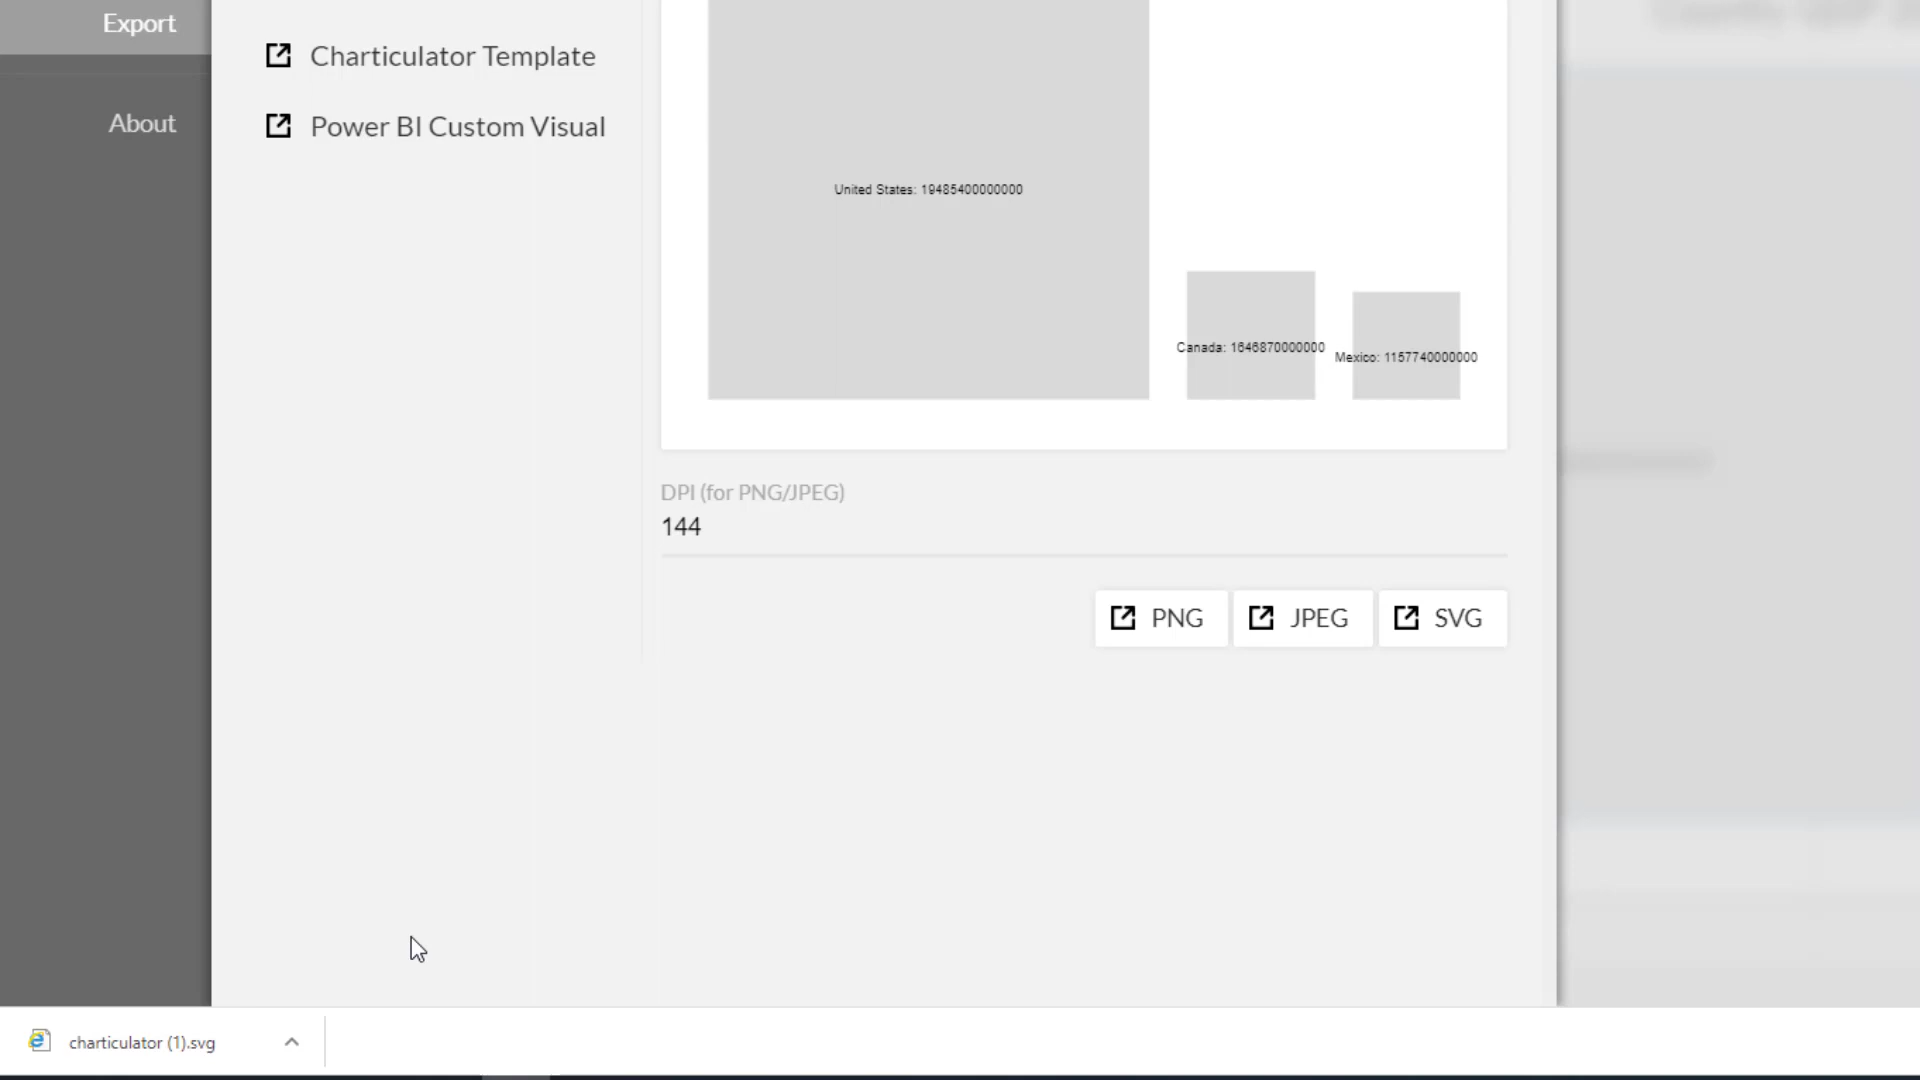 Export
Charticulator Template
Power BI Custom Visual
About
United States: 19485400000000
Canada: 1646870000000
Mexico: 1157740000000
DPI (for PNG/JPEG)
144
PNG
JPEG
SVG
charticulator (1).svg